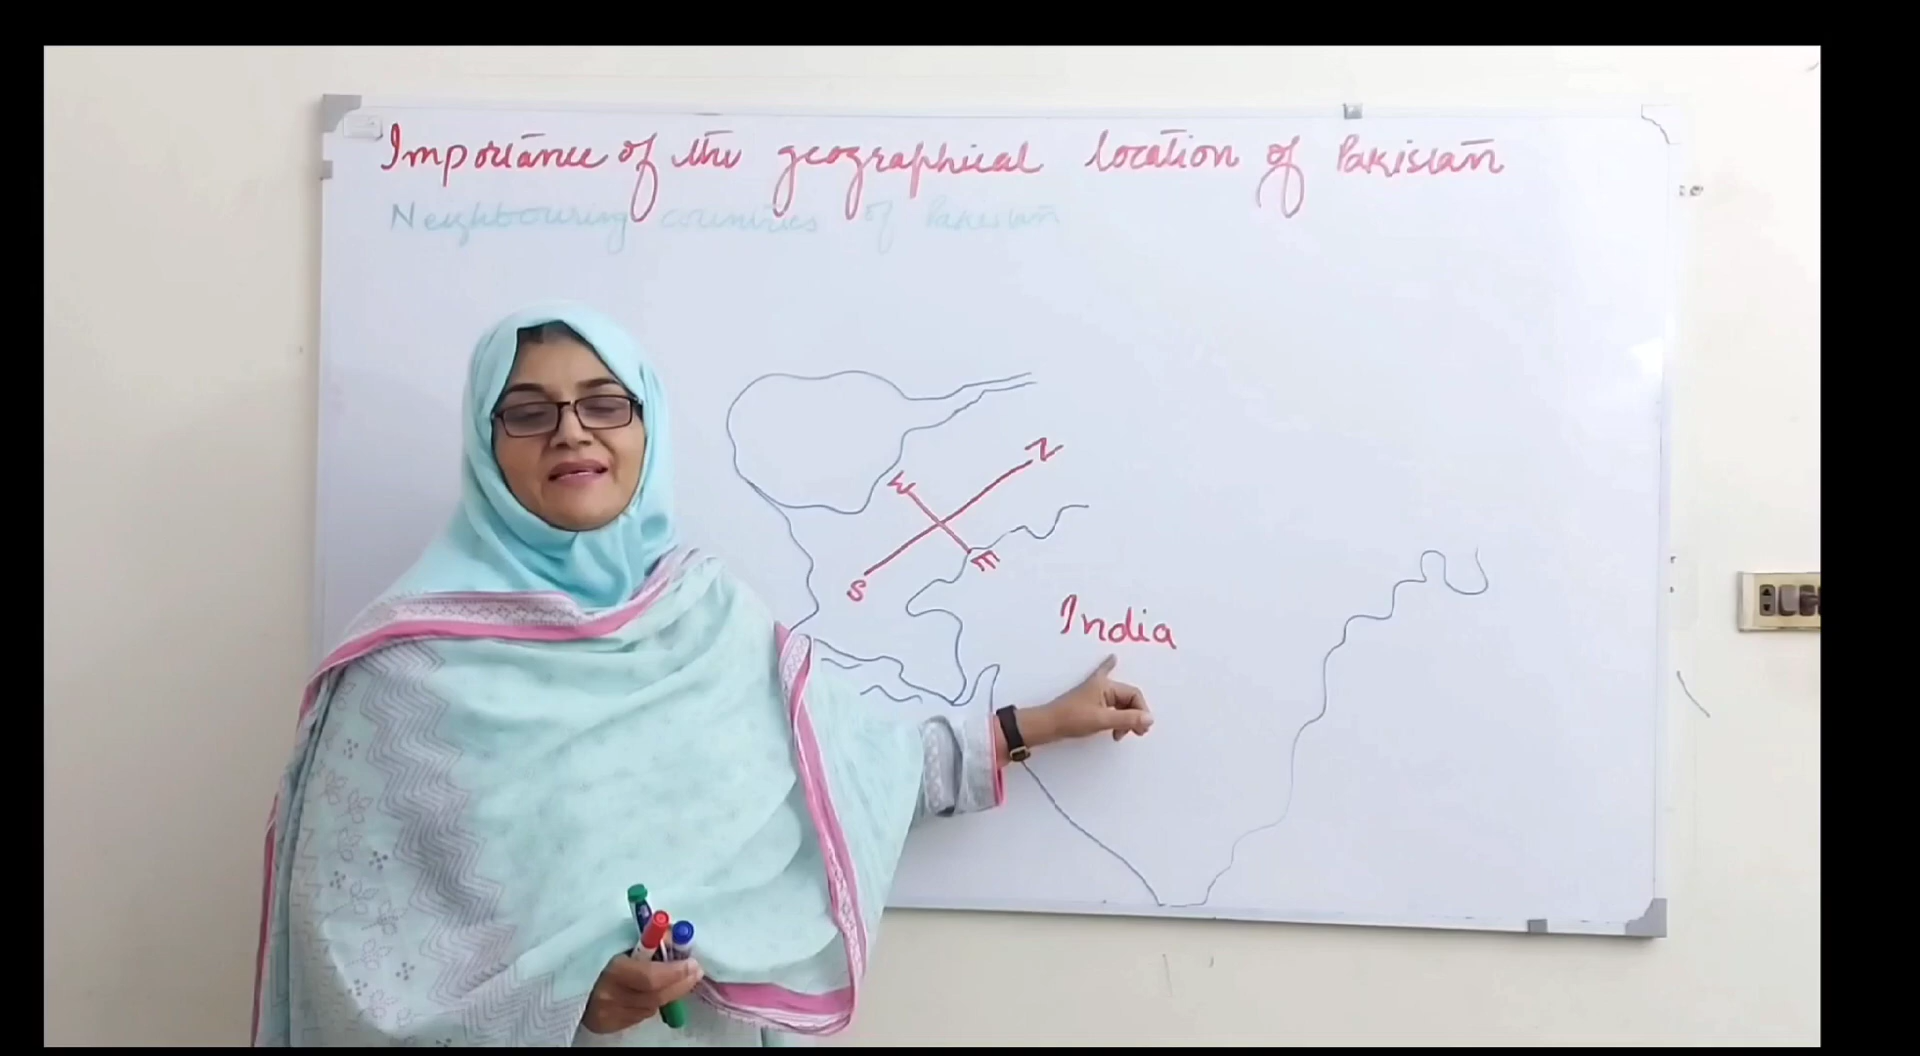 Importance of the geographical location of Pakistan
Neighbouring countries of Pakistan
N
W
E
S
India